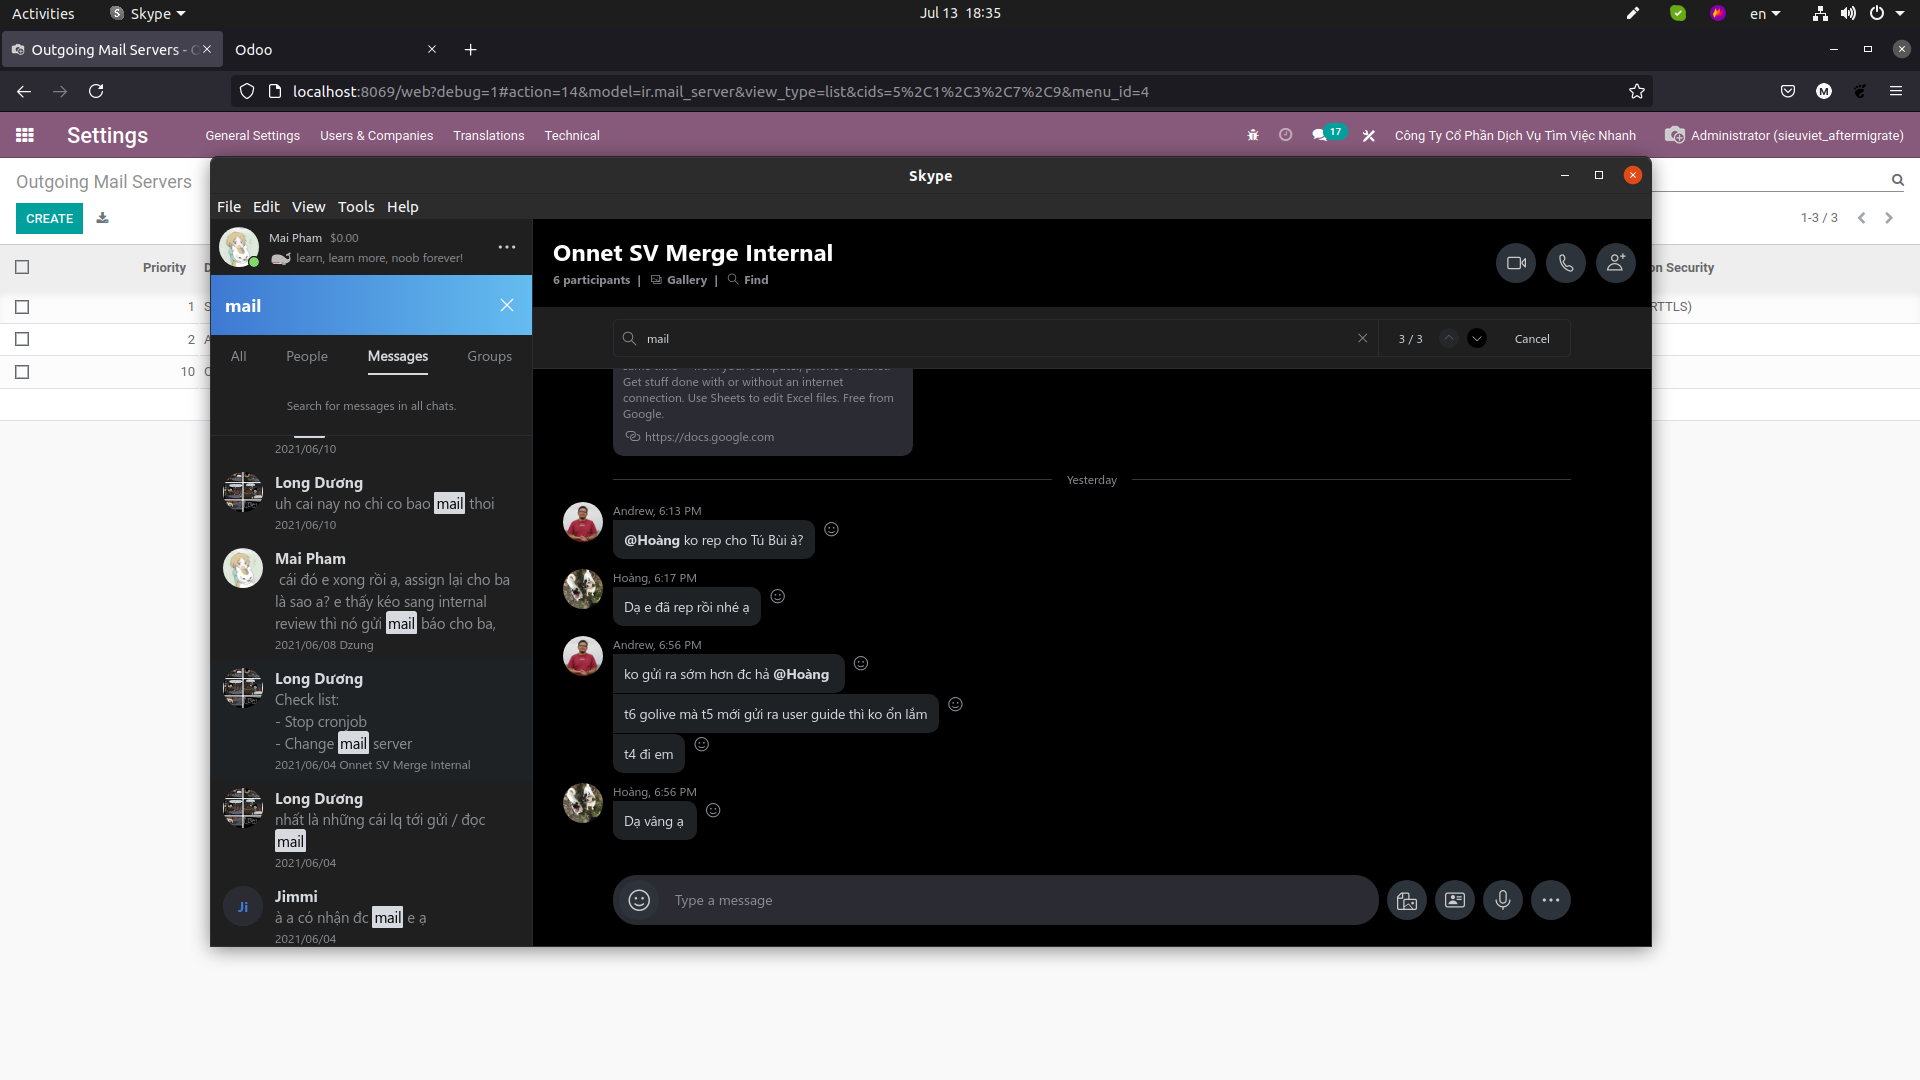 Activities
Skype
Jul 13 18:35
en
Outgoing Mail Servers -
Odoo
localhost:8069/web?debug=1#action=14&model=ir.mail_server&view_type=list&cids=5%2C1%2C3%2C7%2C9&menu_id=4
Settings
General Settings
Users & Companies
Translations
Technical
17
Công Ty Cổ Phần Dịch Vụ Tìm Việc Nhanh
Administrator (sieuviet_aftermigrate)
Outgoing Mail Servers
CREATE
1-3 / 3
Priority
Security
1
RTTLS)
2
10
Skype
File
Edit
View
Tools
Help
Mai Pham $0.00
learn, learn more, noob forever!
mail
All
People
Messages
Groups
Search for messages in all chats.
2021/06/10
Long Dương
uh cai nay no chi co bao mail thoi
2021/06/10
Mai Pham
cái đó e xong rồi ạ, assign lại cho ba
là sao a? e thấy kéo sang internal
review thì nó gửi mail báo cho ba,
2021/06/08 Dzung
Long Dương
Check list:
- Stop cronjob
- Change mail server
2021/06/04 Onnet SV Merge Internal
Long Dương
nhất là những cái lq tới gửi / đọc
mail
2021/06/04
Ji
Jimmi
à a có nhận đc mail e ạ
2021/06/04
Onnet SV Merge Internal
6 participants | Gallery | Find
mail
3 / 3
Cancel
Get stuff done with or without an internet
connection. Use Sheets to edit Excel files. Free from
Google.
https://docs.google.com
Yesterday
Andrew, 6:13 PM
@Hoàng ko rep cho Tú Bùi à?
Hoàng, 6:17 PM
Dạ e đã rep rồi nhé ạ
Andrew, 6:56 PM
ko gửi ra sớm hơn đc hả @Hoàng
t6 golive mà t5 mới gửi ra user guide thì ko ổn lắm
t4 đi em
Hoàng, 6:56 PM
Dạ vâng ạ
Type a message